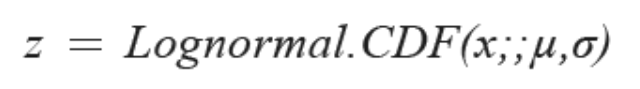 z = Lognormal.CDF(x;;μ,σ)